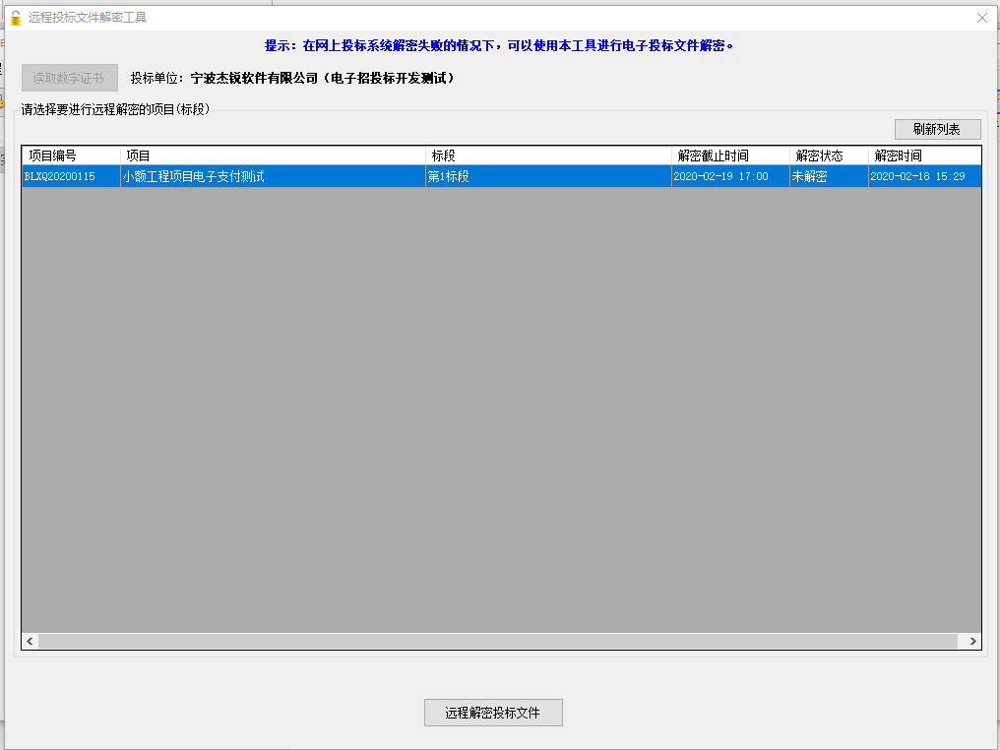 远程投标文件解密工具
提示：在网上投标系统解密失败的情况下，可以使用本工具进行电子投标文件解密。
读取数字证书 投标单位：宁波杰锐软件有限公司（电子招投标开发测试）
请选择要进行远程解密的项目(标段)
刷新列表
项目编号 项目 标段 解密截止时间 解密状态 解密时间
BLXQ20200115 小额工程项目电子支付测试 第1标段 2020-02-19 17:00 未解密 2020-02-18 15:29
远程解密投标文件